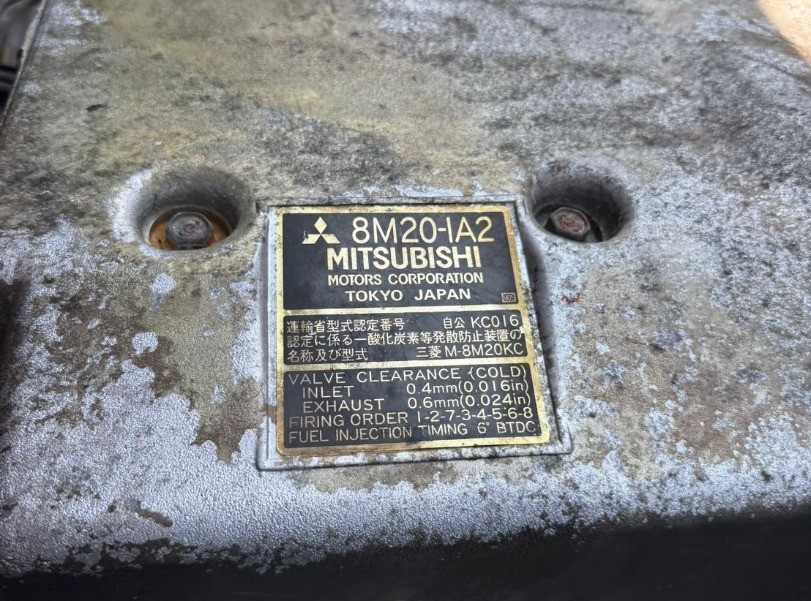 8M20-1A2
MITSUBISHI
MOTORS CORPORATION
TOKYO JAPAN
運輸省型式認定番号 自公 KC016
認定に係る一酸化炭素等発散防止装置の
名称及び型式 三菱 M-8M20KC
VALVE CLEARANCE (COLD)
INLET 0.4mm(0.016in)
EXHAUST 0.6mm(0.024in)
FIRING ORDER 1-2-7-3-4-5-6-8
FUEL INJECTION TIMING 6° BTDC